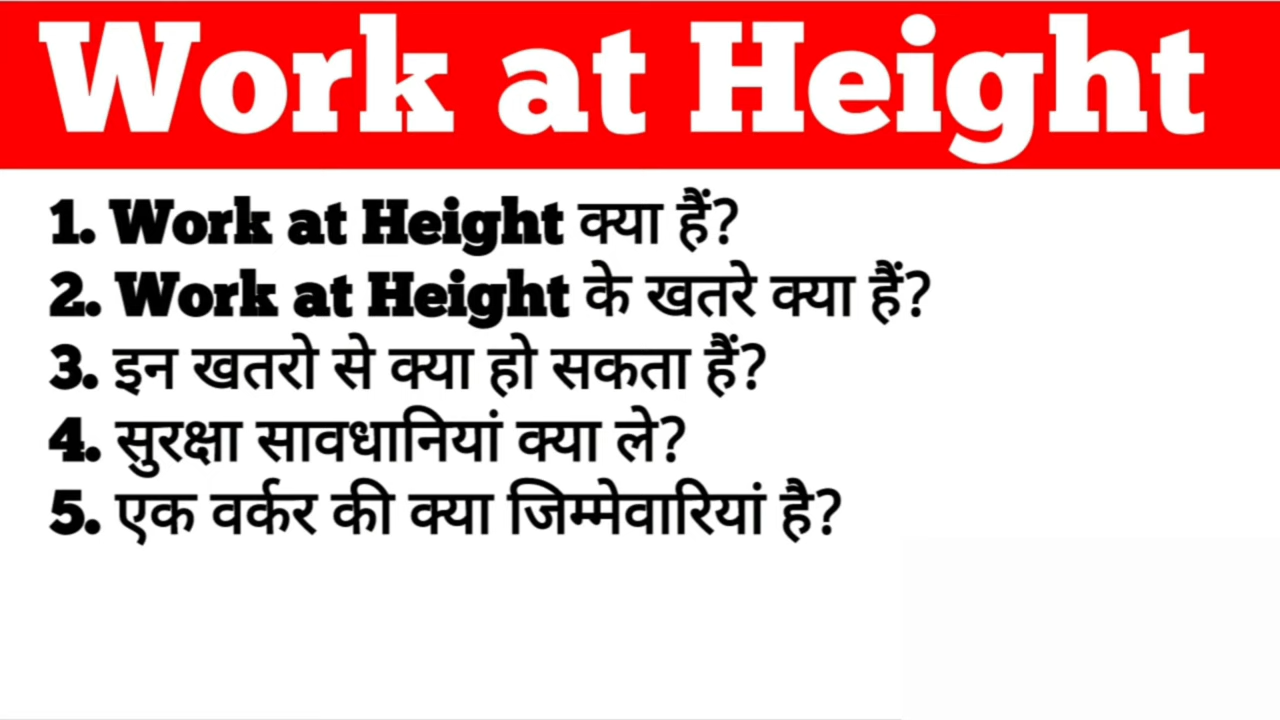 Work at Height
1. Work at Height क्या हैं?
2. Work at Height के खतरे क्या हैं?
3. इन खतरो से क्या हो सकता हैं?
4. सुरक्षा सावधानियां क्या ले?
5. एक वर्कर की क्या जिम्मेवारियां है?